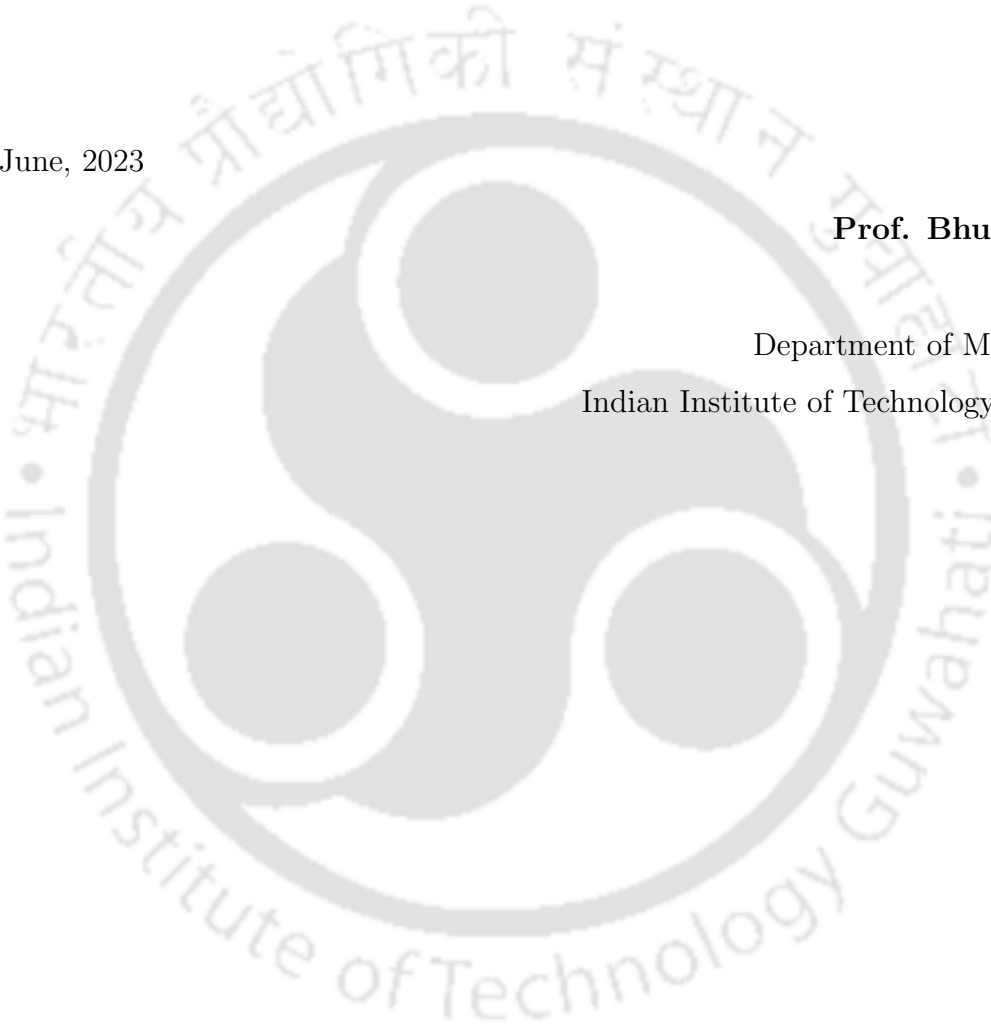 June, 2023
Prof. Bhu
Department of M
Indian Institute of Technology
भारतीय प्रौद्योगिकी संस्थान गुवाहाटी
Indian Institute of Technology Guwahati